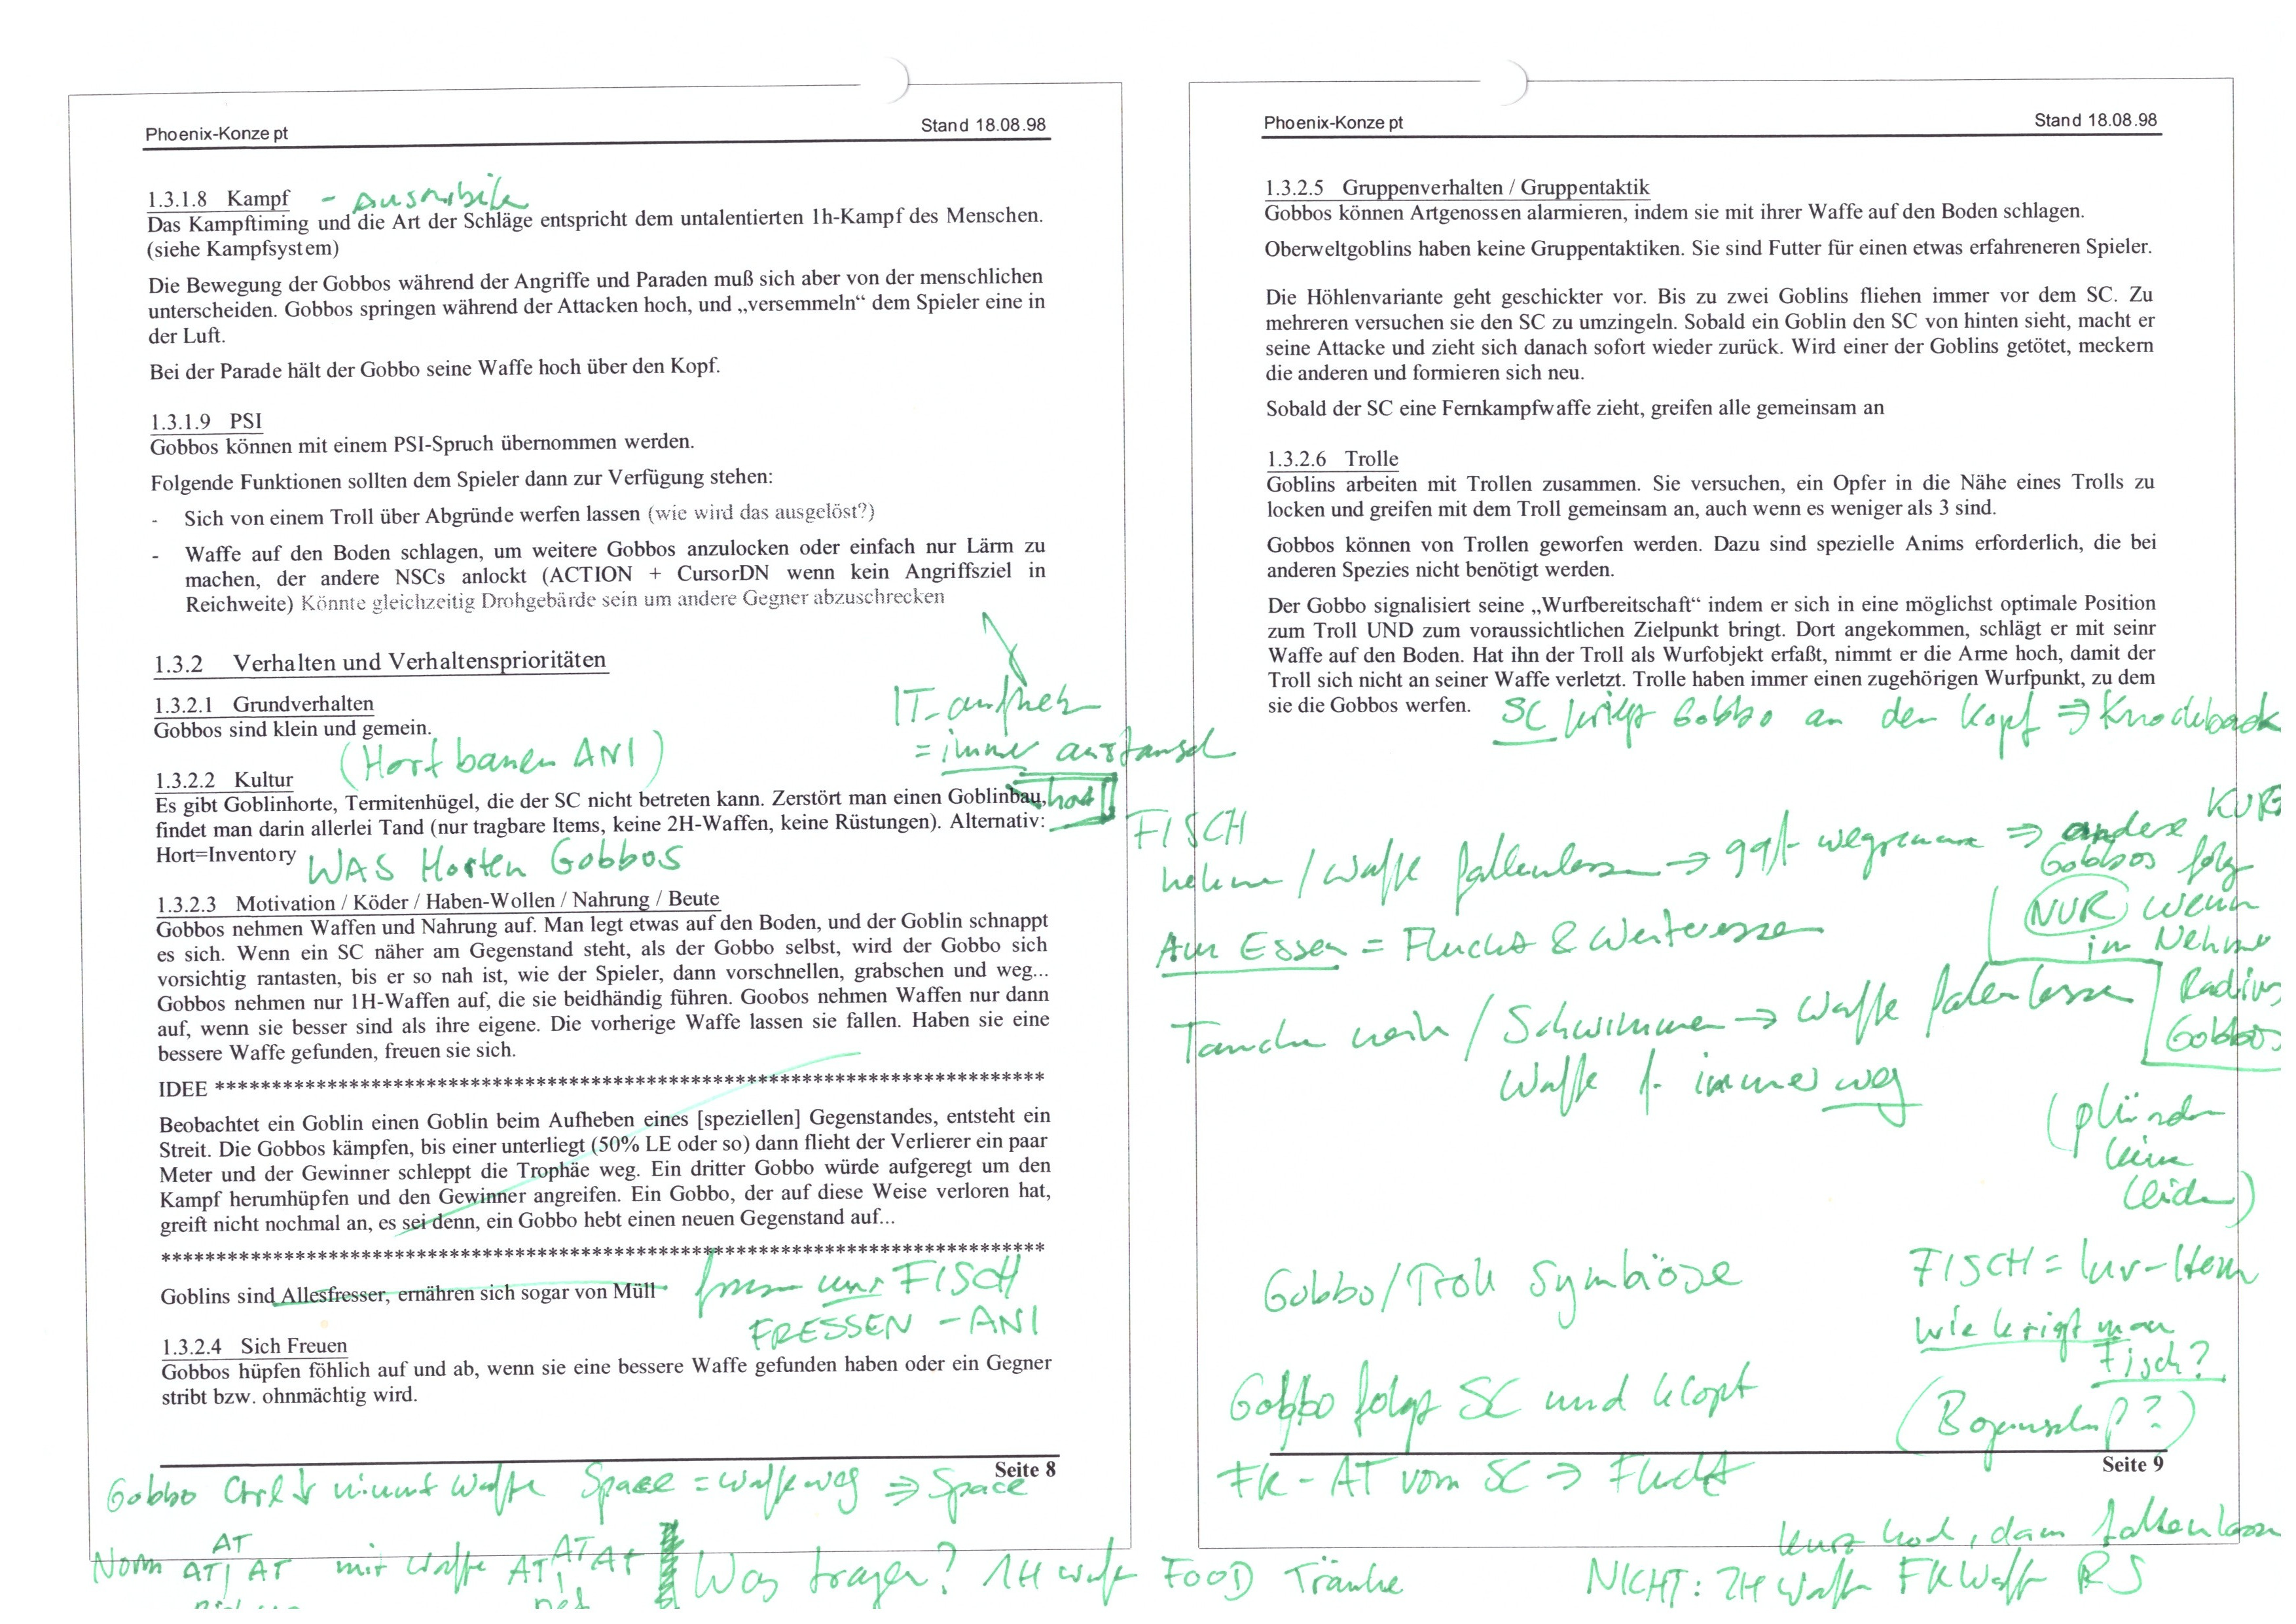 Phoenix-Konze pt
Stand 18.08.98
1.3.1.8 Kampf -
Das Kampftiming und die Art der Schläge entspricht dem untalentierten 1h-Kampf des Menschen.
(siehe Kampfsystem)
Die Bewegung der Gobbos während der Angriffe und Paraden muß sich aber von der menschlichen
unterscheiden. Gobbos springen während der Attacken hoch, und „versemmeln“ dem Spieler eine in
der Luft.
Bei der Parade hält der Gobbo seine Waffe hoch über den Kopf.
1.3.1.9 PSI
Gobbos können mit einem PSI-Spruch übernommen werden.
Folgende Funktionen sollten dem Spieler dann zur Verfügung stehen:
- Sich von einem Troll über Abgründe werfen lassen (wie wird das ausgelöst?)
- Waffe auf den Boden schlagen, um weitere Gobbos anzulocken oder einfach nur Lärm zu
machen, der andere NSCs anlockt (ACTION + CursorDN wenn kein Angriffsziel in
Reichweite) Könnte gleichzeitig Drohgebärde sein um andere Gegner abzuschrecken
1.3.2 Verhalten und Verhaltensprioritäten
IT-aufheb
= immer
1.3.2.1 Grundverhalten
Gobbos sind klein und gemein.
(Hort bauen ANI)
1.3.2.2 Kultur
Es gibt Goblinhorte, Termitenhügel, die der SC nicht betreten kann. Zerstört man einen Goblinbau,
hort
findet man darin allerlei Tand (nur tragbare Items, keine 2H-Waffen, keine Rüstungen). Alternativ:
Hort=Inventory WAS Horten Gobbos
1.3.2.3 Motivation / Köder / Haben-Wollen / Nahrung / Beute
Gobbos nehmen Waffen und Nahrung auf. Man legt etwas auf den Boden, und der Goblin schnappt
es sich. Wenn ein SC näher am Gegenstand steht, als der Gobbo selbst, wird der Gobbo sich
vorsichtig rantasten, bis er so nah ist, wie der Spieler, dann vorschnellen, grabschen und weg...
Gobbos nehmen nur 1H-Waffen auf, die sie beidhändig führen. Goobos nehmen Waffen nur dann
auf, wenn sie besser sind als ihre eigene. Die vorherige Waffe lassen sie fallen. Haben sie eine
bessere Waffe gefunden, freuen sie sich.
IDEE ******************************************************************************
Beobachtet ein Goblin einen Goblin beim Aufheben eines [speziellen] Gegenstandes, entsteht ein
Streit. Die Gobbos kämpfen, bis einer unterliegt (50% LE oder so) dann flieht der Verlierer ein paar
Meter und der Gewinner schleppt die Trophäe weg. Ein dritter Gobbo würde aufgeregt um den
Kampf herumhüpfen und den Gewinner angreifen. Ein Gobbo, der auf diese Weise verloren hat,
greift nicht nochmal an, es sei denn, ein Gobbo hebt einen neuen Gegenstand auf...
***********************************************************************************
Goblins sind Allesfresser, ernähren sich sogar von Müll nur FISCH
FRESSEN - ANI
1.3.2.4 Sich Freuen
Gobbos hüpfen föhlich auf und ab, wenn sie eine bessere Waffe gefunden haben oder ein Gegner
stribt bzw. ohnmächtig wird.
Seite 8
Gobbo Ctrl ↓ nimmt Waffe Space = Waffe weg ⇒ Space
AT AT
Norm AT AT mit Waffe AT AT Was tragen? 1H Waffe FOOD Tränke
Phoenix-Konze pt
Stand 18.08.98
1.3.2.5 Gruppenverhalten / Gruppentaktik
Gobbos können Artgenossen alarmieren, indem sie mit ihrer Waffe auf den Boden schlagen.
Oberweltgoblins haben keine Gruppentaktiken. Sie sind Futter für einen etwas erfahreneren Spieler.
Die Höhlenvariante geht geschickter vor. Bis zu zwei Goblins fliehen immer vor dem SC. Zu
mehreren versuchen sie den SC zu umzingeln. Sobald ein Goblin den SC von hinten sieht, macht er
seine Attacke und zieht sich danach sofort wieder zurück. Wird einer der Goblins getötet, meckern
die anderen und formieren sich neu.
Sobald der SC eine Fernkampfwaffe zieht, greifen alle gemeinsam an
1.3.2.6 Trolle
Goblins arbeiten mit Trollen zusammen. Sie versuchen, ein Opfer in die Nähe eines Trolls zu
locken und greifen mit dem Troll gemeinsam an, auch wenn es weniger als 3 sind.
Gobbos können von Trollen geworfen werden. Dazu sind spezielle Anims erforderlich, die bei
anderen Spezies nicht benötigt werden.
Der Gobbo signalisiert seine „Wurfbereitschaft“ indem er sich in eine möglichst optimale Position
zum Troll UND zum voraussichtlichen Zielpunkt bringt. Dort angekommen, schlägt er mit seinr
Waffe auf den Boden. Hat ihn der Troll als Wurfobjekt erfaßt, nimmt er die Arme hoch, damit der
Troll sich nicht an seiner Waffe verletzt. Trolle haben immer einen zugehörigen Wurfpunkt, zu dem
sie die Gobbos werfen.
SC kriegt Gobbo an den Kopf ⇒ Knockback
FISCH
nehmen / Waffe fallenlassen → ggf. wegrennen ⇒ andere
KURZ
Gobbos folg
NUR wenn
im Nehme
Radius
Gobbos
Am Essen = Flucht & Weiteressen
Tauchen nein / Schwimmen → Waffe fallenlassen
Waffe f. immer weg
(plündern
kein
Gobbo/Troll Symbiose
FISCH = Inv-Item
wie krigt man
Fisch?
Gobbo folgt SC und klopt
FK - AT vom SC ⇒ Flucht
Seite 9
kurz hoch, dann fallenlassen
NICHT: 2H Waffe FK Waff RS